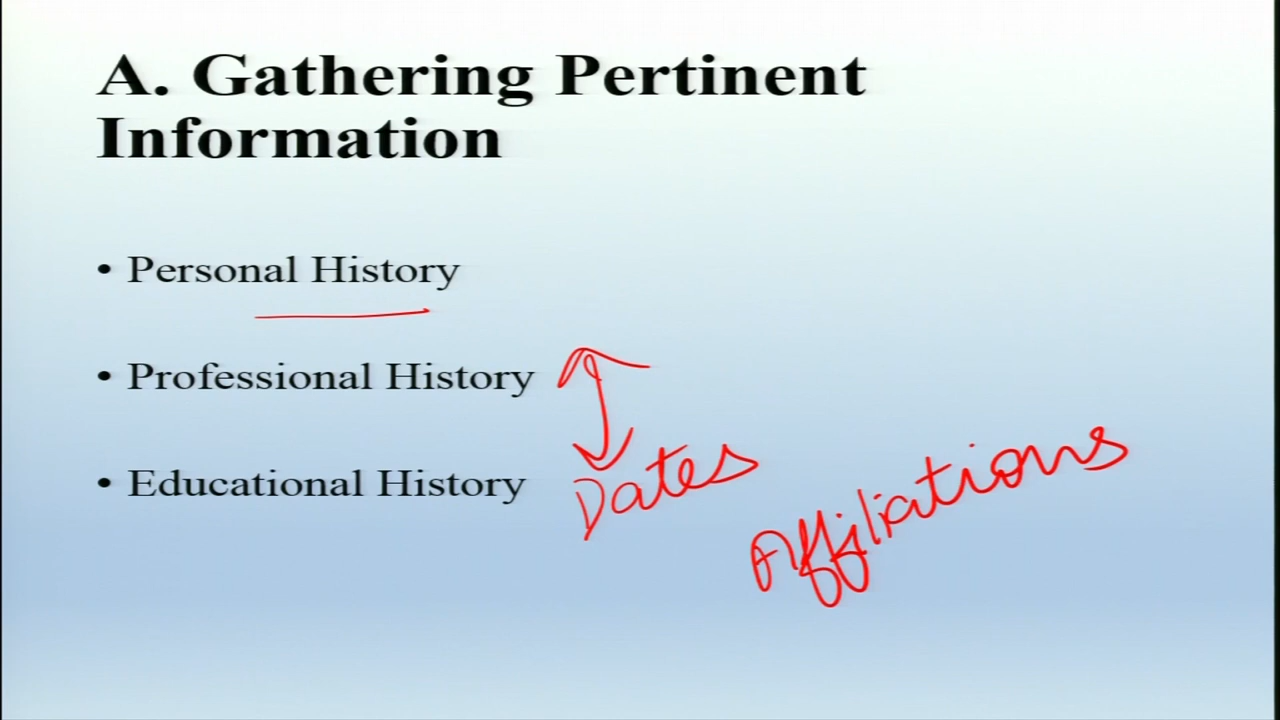 A. Gathering Pertinent
Information
• Personal History
• Professional History
• Educational History
Dates
Affiliations